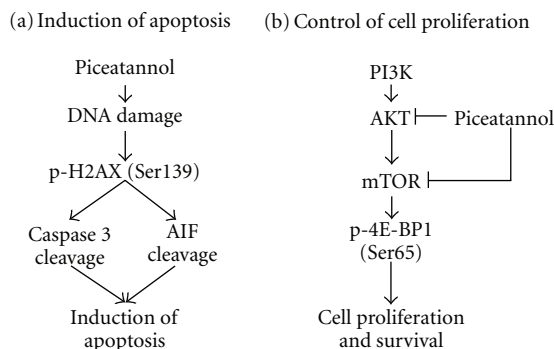 (a) Induction of apoptosis
Piceatannol
DNA damage
p-H2AX (Ser139)
Caspase 3
cleavage
AIF
cleavage
Induction of
apoptosis
(b) Control of cell proliferation
PI3K
AKT
Piceatannol
mTOR
p-4E-BP1
(Ser65)
Cell proliferation
and survival